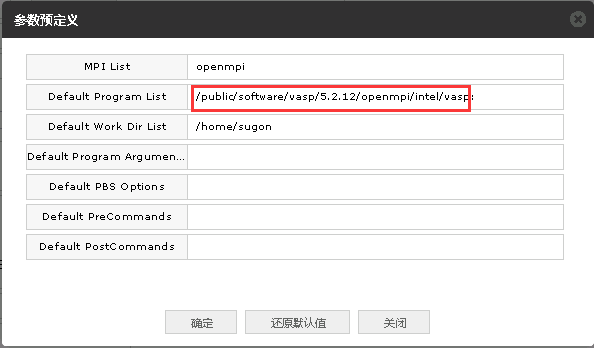 参数预定义
MPI List openmpi
Default Program List /public/software/vasp/5.2.12/openmpi/intel/vasp
Default Work Dir List /home/sugon
Default Program Argumen...
Default PBS Options
Default PreCommands
Default PostCommands
确定 还原默认值 关闭